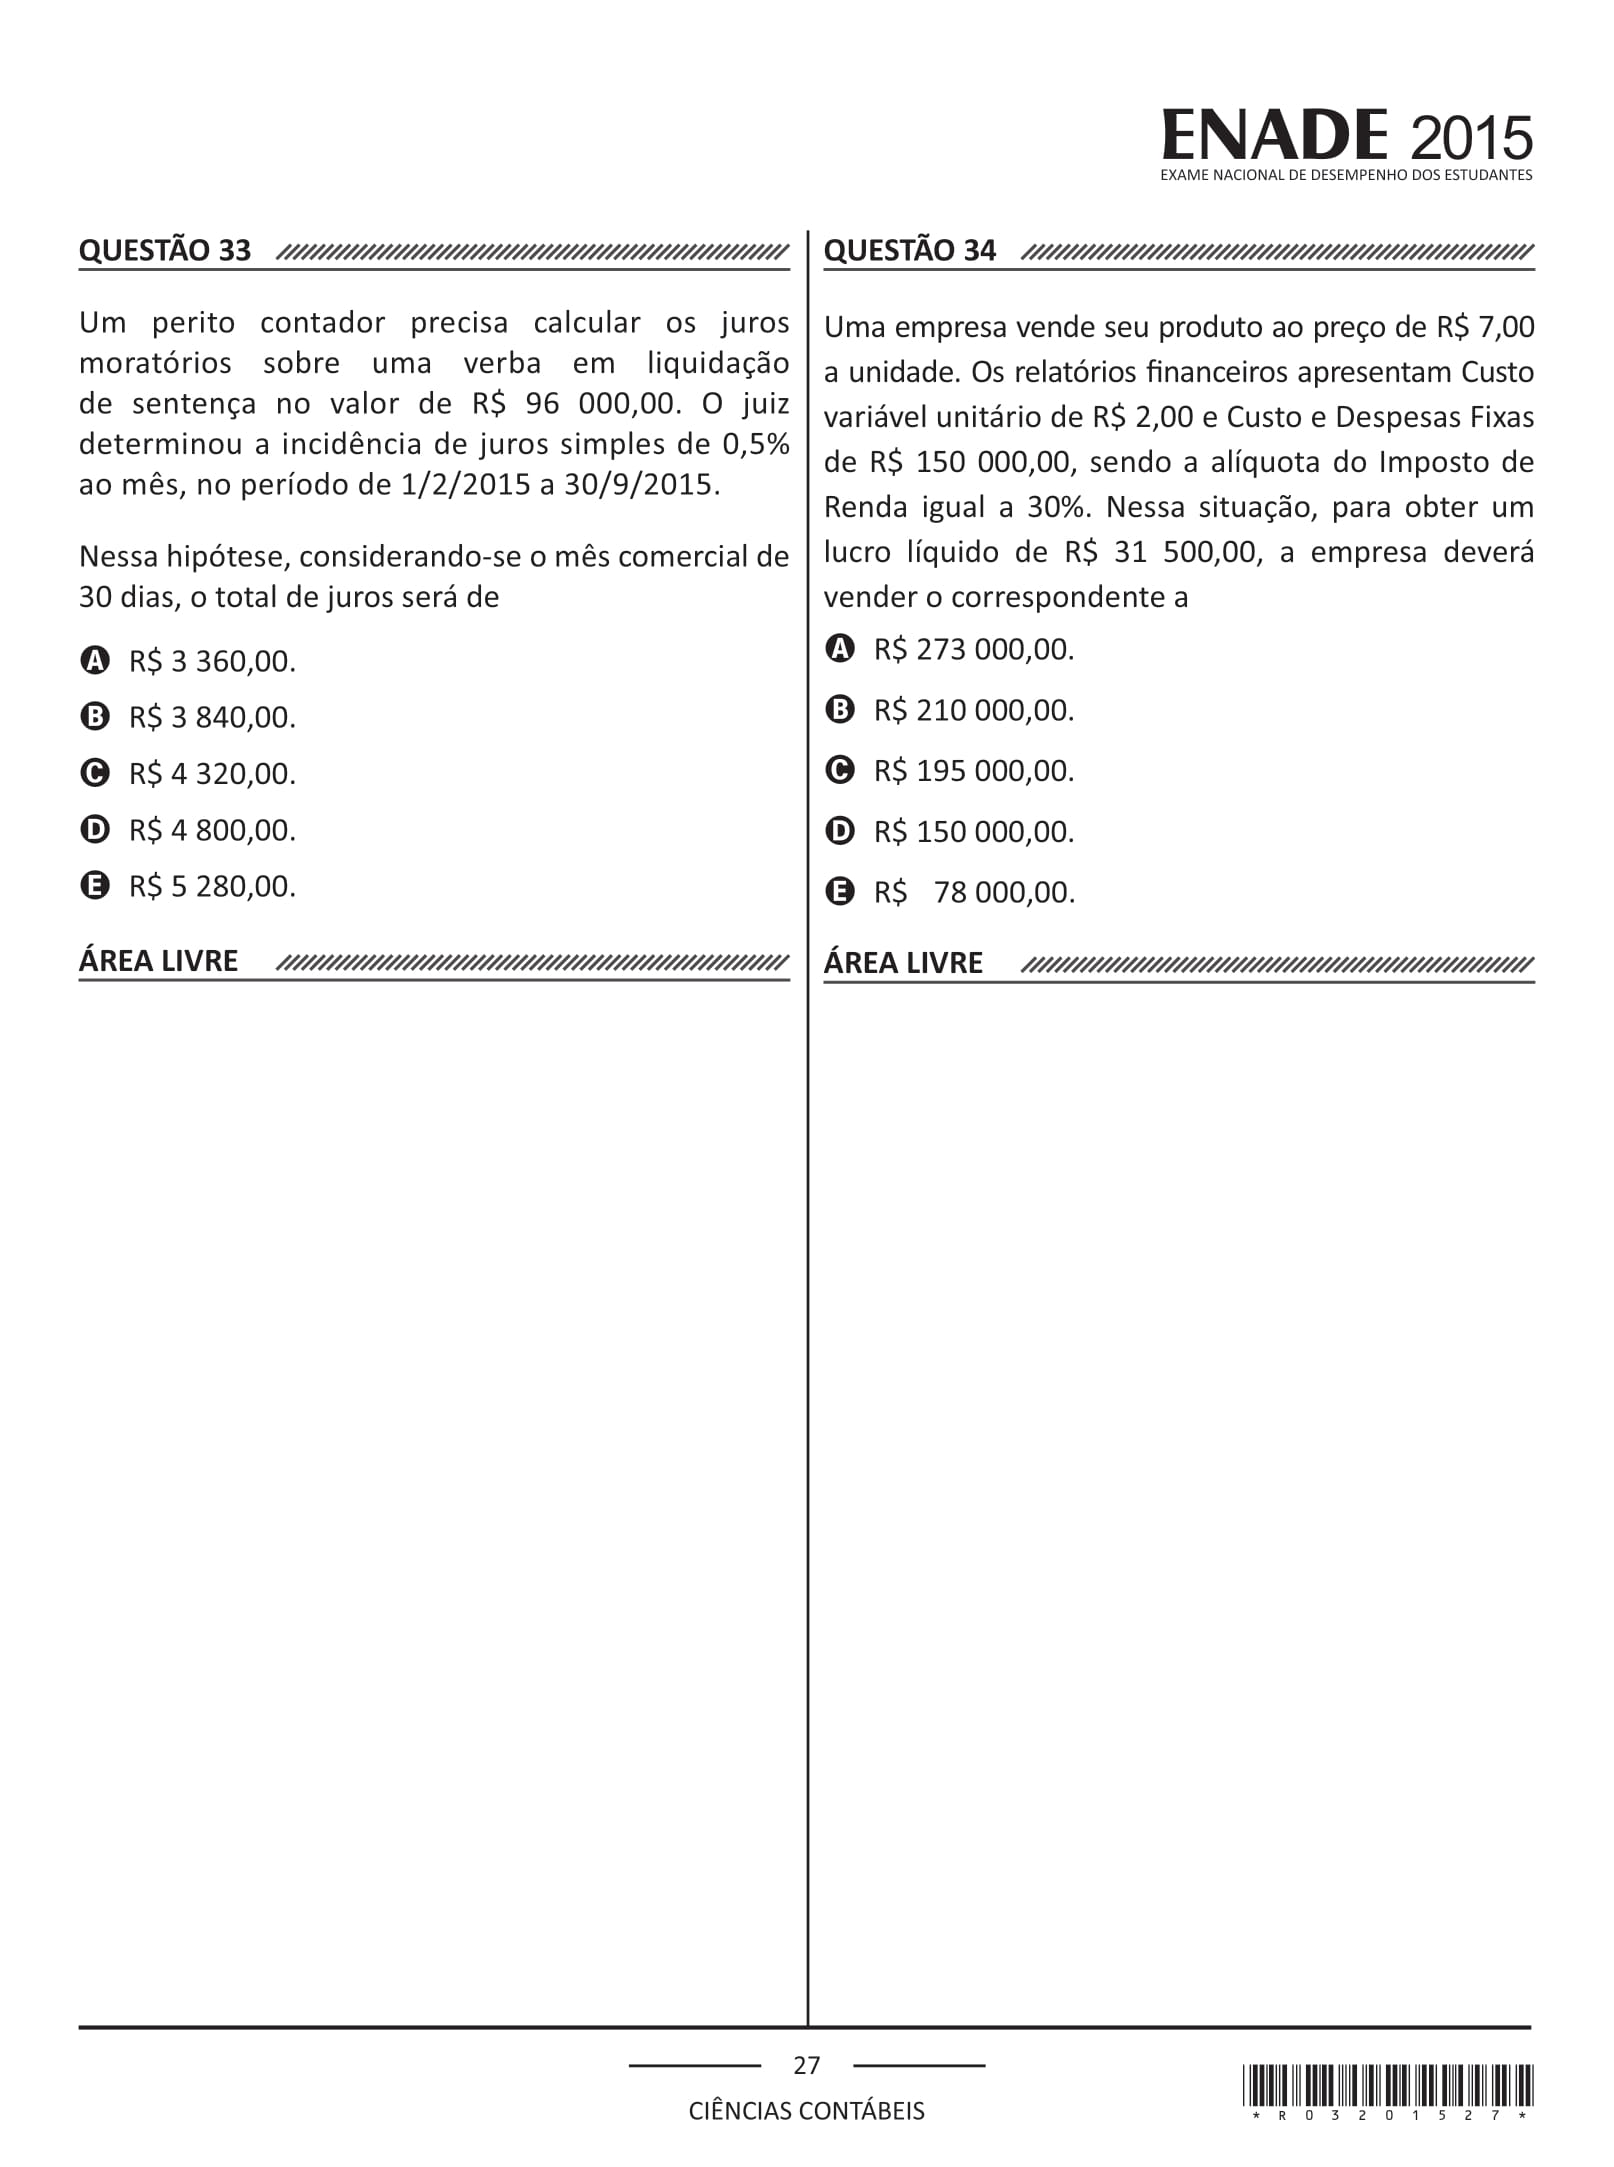 ENADE 2015
EXAME NACIONAL DE DESEMPENHO DOS ESTUDANTES
QUESTÃO 33
Um perito contador precisa calcular os juros
moratórios sobre uma verba em liquidação
de sentença no valor de R$ 96 000,00. O juiz
determinou a incidência de juros simples de 0,5%
ao mês, no período de 1/2/2015 a 30/9/2015.
Nessa hipótese, considerando-se o mês comercial de
30 dias, o total de juros será de
A R$ 3 360,00.
B R$ 3 840,00.
C R$ 4 320,00.
D R$ 4 800,00.
E R$ 5 280,00.
ÁREA LIVRE
QUESTÃO 34
Uma empresa vende seu produto ao preço de R$ 7,00
a unidade. Os relatórios financeiros apresentam Custo
variável unitário de R$ 2,00 e Custo e Despesas Fixas
de R$ 150 000,00, sendo a alíquota do Imposto de
Renda igual a 30%. Nessa situação, para obter um
lucro líquido de R$ 31 500,00, a empresa deverá
vender o correspondente a
A R$ 273 000,00.
B R$ 210 000,00.
C R$ 195 000,00.
D R$ 150 000,00.
E R$ 78 000,00.
ÁREA LIVRE
27
CIÊNCIAS CONTÁBEIS
*R03201527*